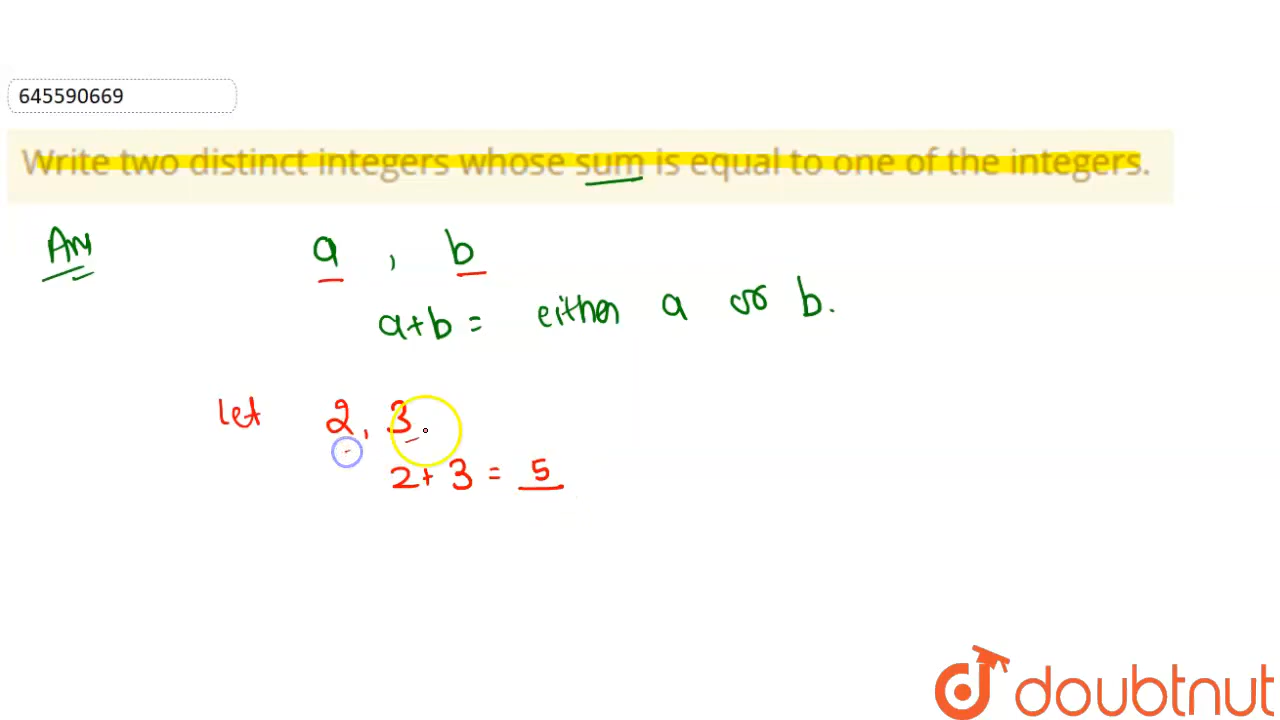 645590669
Write two distinct integers whose sum is equal to one of the integers.
Ans
a , b
a+b = either a or b.
let 2, 3
2+ 3 = 5
doubtnut